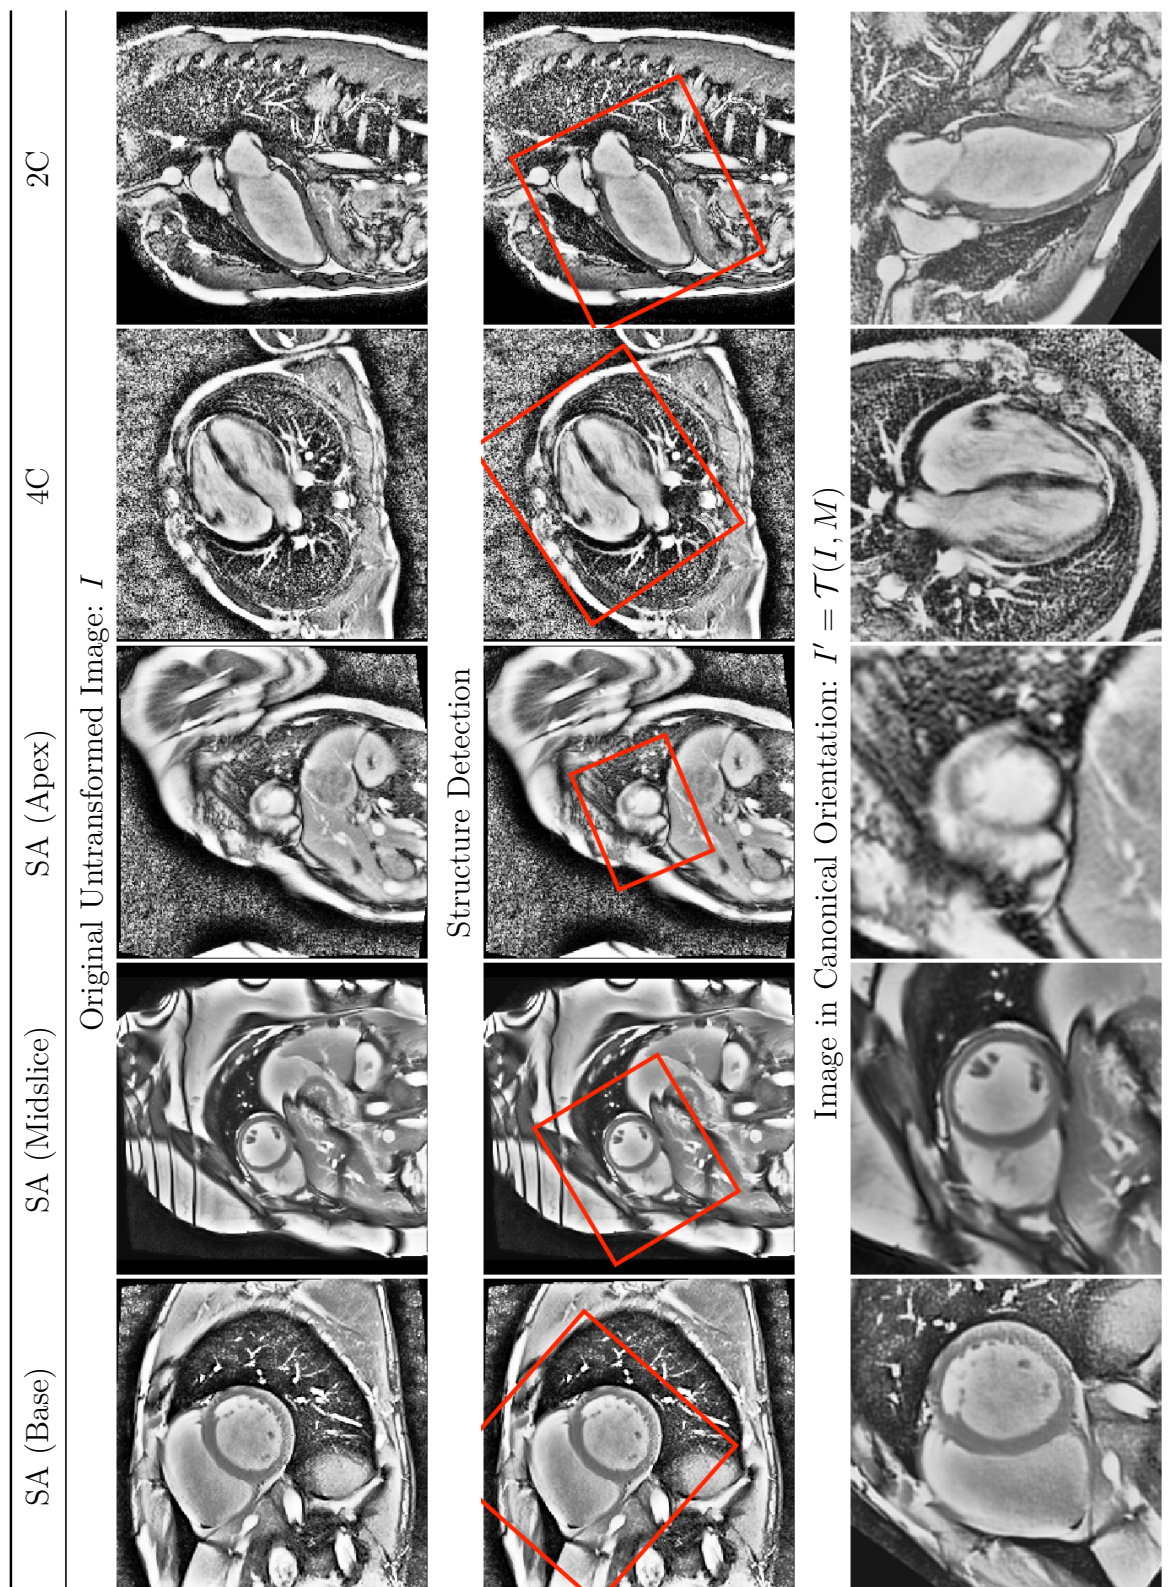 SA (Base) SA (Midslice) SA (Apex) 4C 2C
Original Untransformed Image: I
Structure Detection
Image in Canonical Orientation: I′ = 𝒯(I, M)